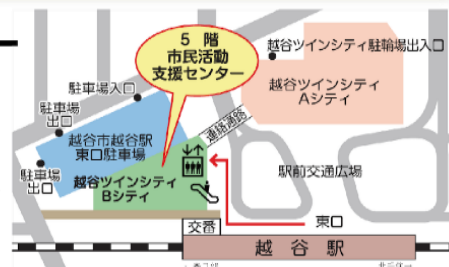 5 階
市民活動
支援センター
越谷ツインシティ駐輪場出入口
越谷ツインシティ
Aシティ
駐車場入口
駐車場
出口
越谷市越谷駅
東口駐車場
連絡通路
駐車場
出口
越谷ツインシティ
Bシティ
駅前交通広場
東口
交番
越谷駅